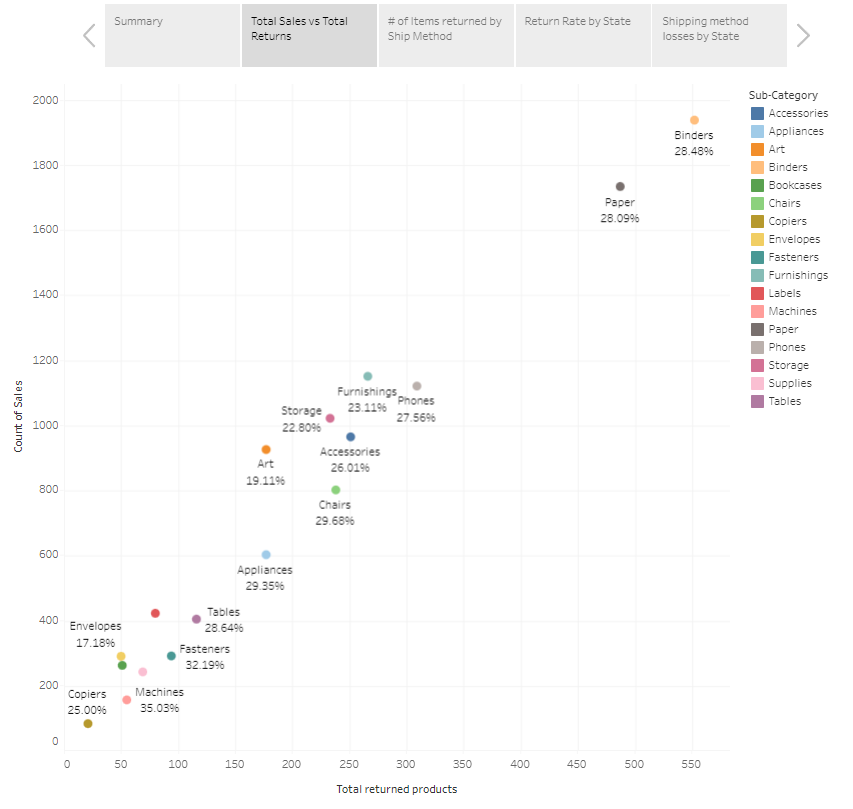 Summary
Total Sales vs Total
Returns
# of Items returned by
Ship Method
Return Rate by State
Shipping method
losses by State
Sub-Category
Accessories
Appliances
Art
Binders
Bookcases
Chairs
Copiers
Envelopes
Fasteners
Furnishings
Labels
Machines
Paper
Phones
Storage
Supplies
Tables
Count of Sales
2000
1800
1600
1400
1200
1000
800
600
400
200
0
Binders
28.48%
Paper
28.09%
Furnishings
23.11%
Phones
27.56%
Storage
22.80%
Accessories
26.01%
Art
19.11%
Chairs
29.68%
Appliances
29.35%
Tables
28.64%
Envelopes
17.18%
Fasteners
32.19%
Machines
35.03%
Copiers
25.00%
0 50 100 150 200 250 300 350 400 450 500 550
Total returned products